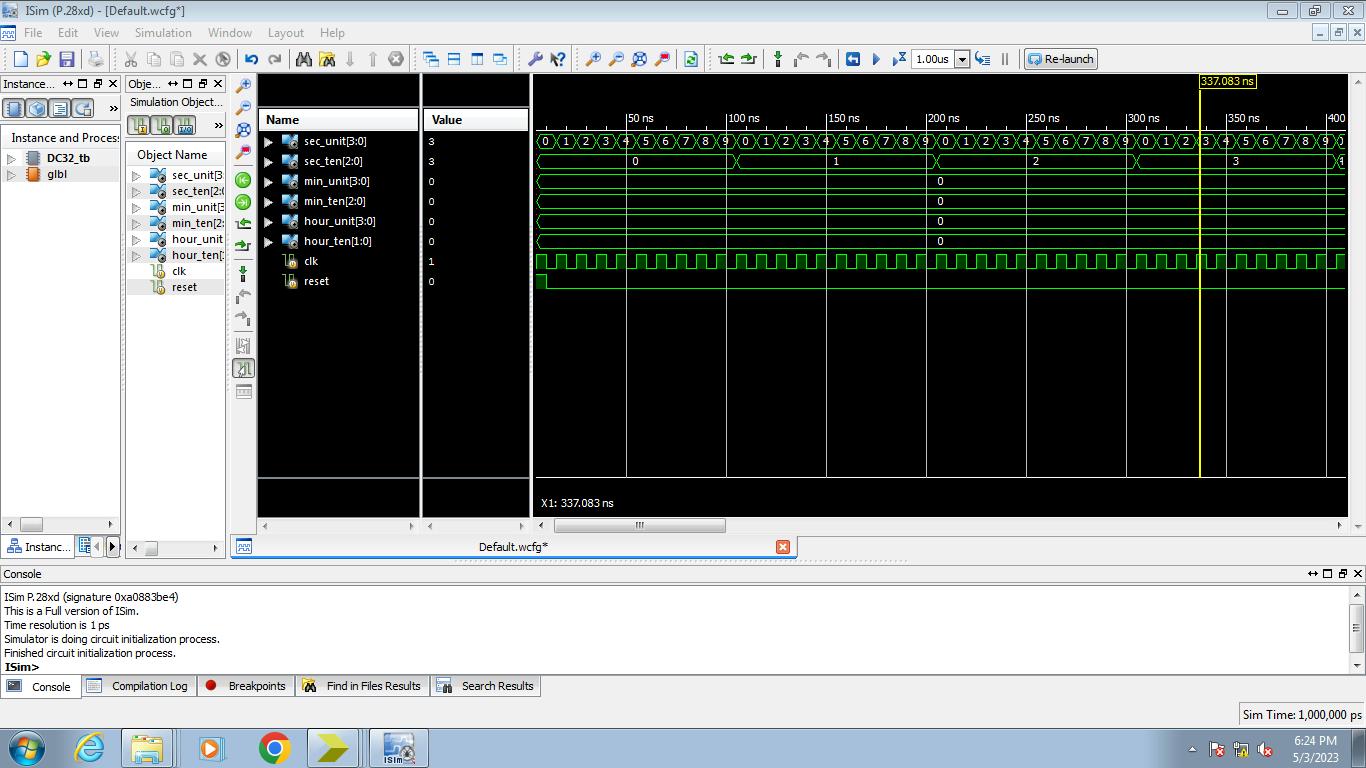 ISim (P.28xd) - [Default.wcfg*]
File Edit View Simulation Window Layout Help
1.00us Re-launch
Instance... Obje...
Simulation Object...
Instance and Process
DC32_tb
glbl
Object Name
sec_unit[3:
sec_ten[2:0
min_unit[3
min_ten[2:
hour_unit
hour_ten[
clk
reset
Name Value
sec_unit[3:0] 3
sec_ten[2:0] 3
min_unit[3:0] 0
min_ten[2:0] 0
hour_unit[3:0] 0
hour_ten[1:0] 0
clk 1
reset 0
337.083 ns
50 ns 100 ns 150 ns 200 ns 250 ns 300 ns 350 ns 400
0 1 2 3 4 5 6 7 8 9 0 1 2 3 4 5 6 7 8 9 0 1 2 3 4 5 6 7 8 9 0 1 2 3 4 5 6 7 8 9
0 1 2 3 4
0
0
0
0
X1: 337.083 ns
Instanc...
Default.wcfg*
Console
ISim P.28xd (signature 0xa0883be4)
This is a Full version of ISim.
Time resolution is 1 ps
Simulator is doing circuit initialization process.
Finished circuit initialization process.
ISim>
Console Compilation Log Breakpoints Find in Files Results Search Results
Sim Time: 1,000,000 ps
ISim
6:24 PM
5/3/2023